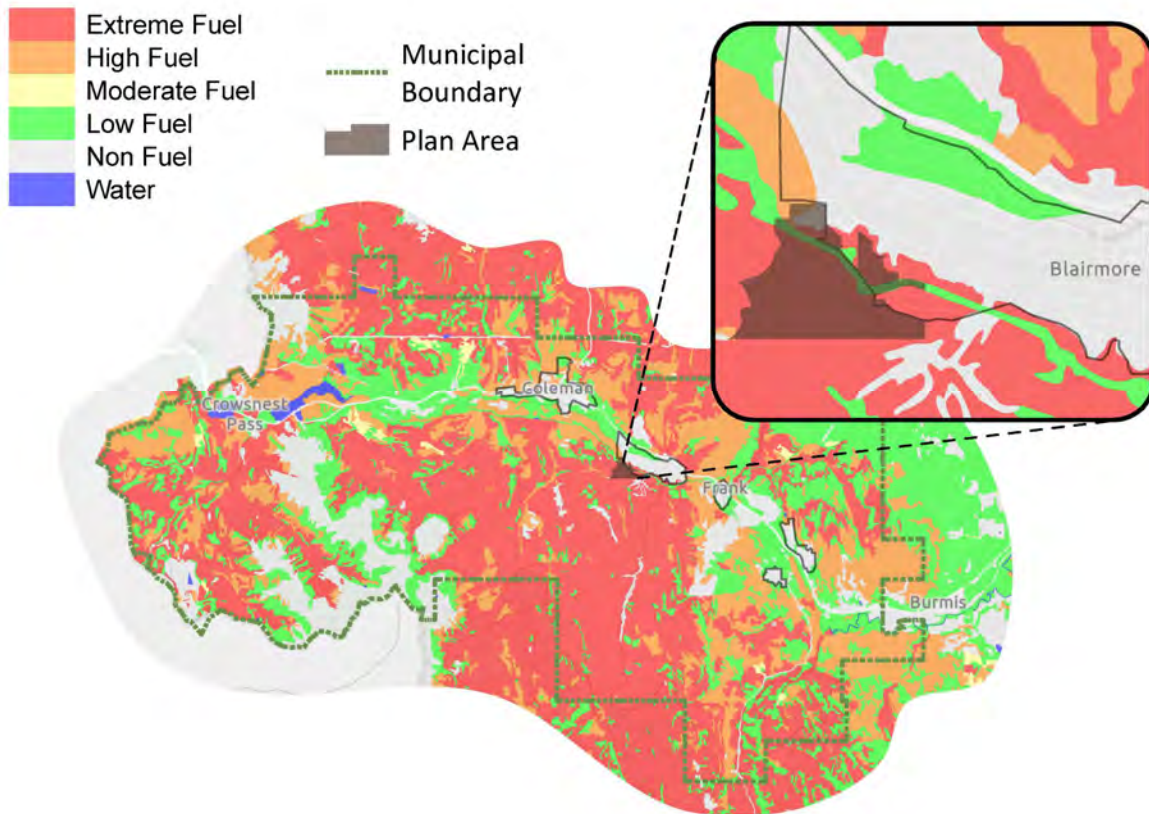 Extreme Fuel
High Fuel
Moderate Fuel
Low Fuel
Non Fuel
Water
Municipal
Boundary
Plan Area
Blairmore
Coleman
Crowsnest
Pass
Frank
Burmis